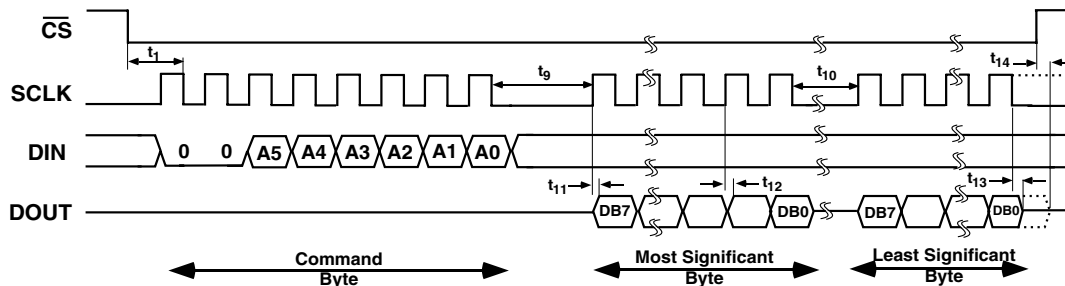 CS
t1
t9
t10
t14
SCLK
DIN
0 0 A5 A4 A3 A2 A1 A0
t11
t12
t13
DOUT
DB7 DB0 DB7 DB0
Command
Byte
Most Significant
Byte
Least Significant
Byte